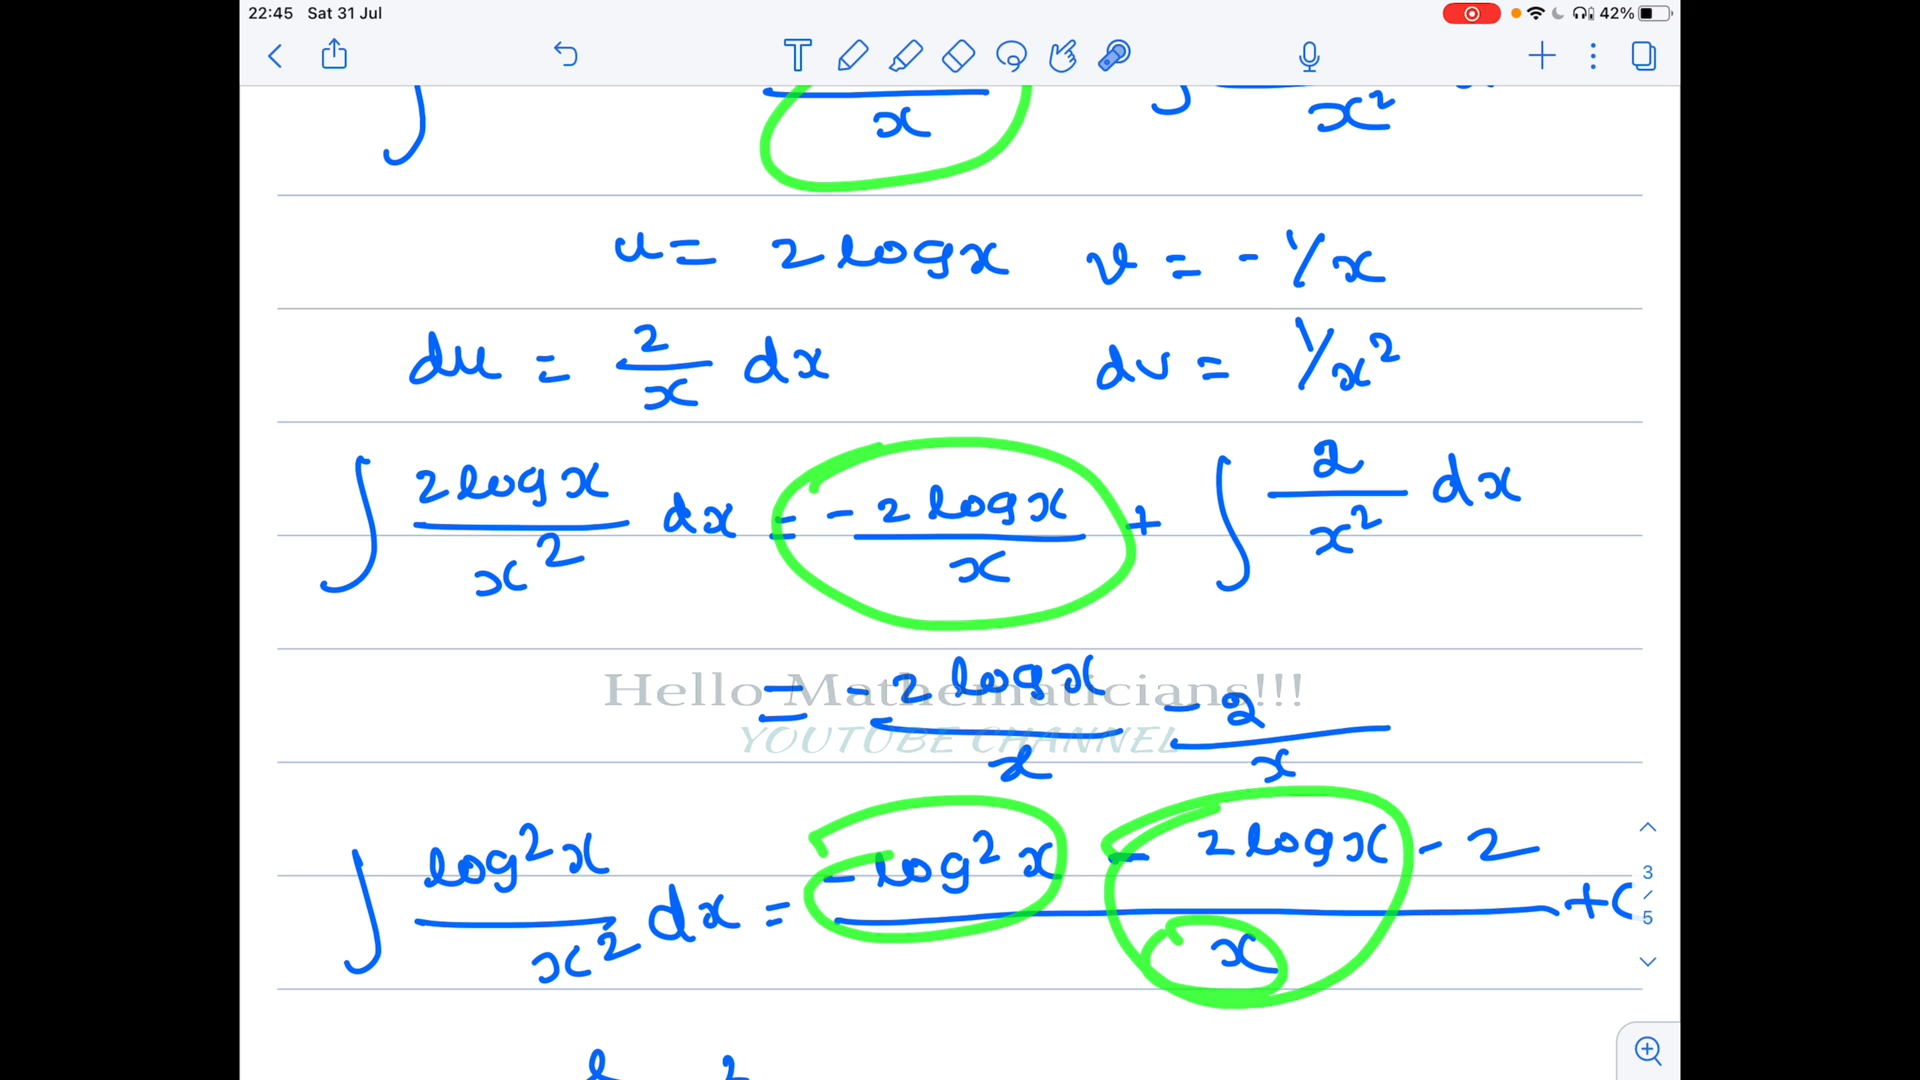 22:45 Sat 31 Jul 42%
∫ x ∫ x²
u = 2 log x v = - 1/x
du = 2/x dx dv = 1/x²
∫ 2 log x / x² dx = - 2 log x / x + ∫ 2/x² dx
Hello Mathematicians!!!
= - 2 log x / x - 2 / x
YOUTUBE CHANNEL
∫ log² x / x² dx = (- log² x - 2 log x - 2) / x + C
3/5